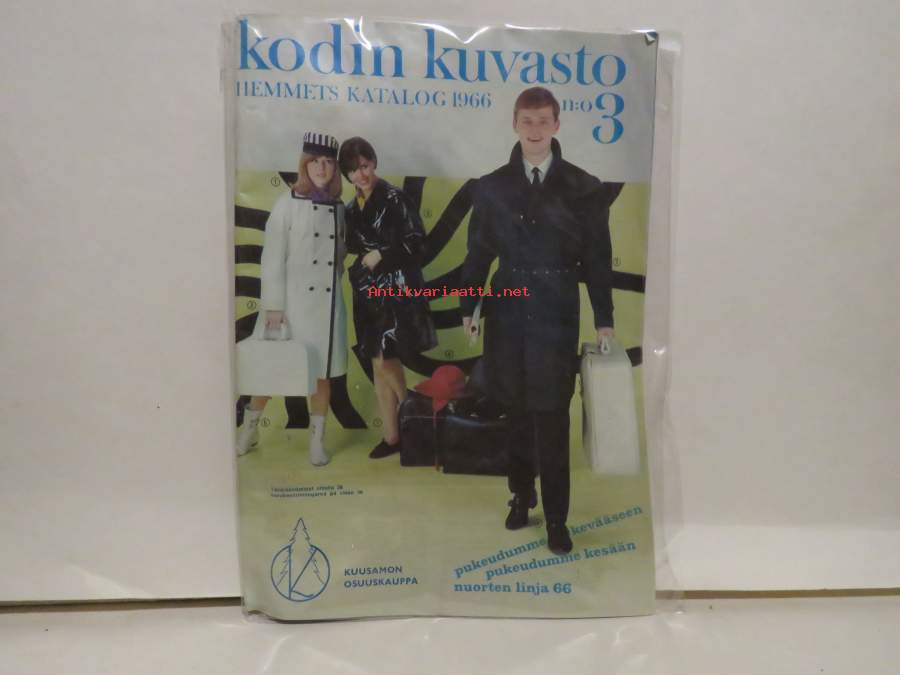 kodin kuvasto
HEMMETS KATALOG 1966 n:o 3
Antikvariaatti.net
KUUSAMON
OSUUSKAUPPA
pukeudumme kevääseen
pukeudumme kesään
nuorten linja 66